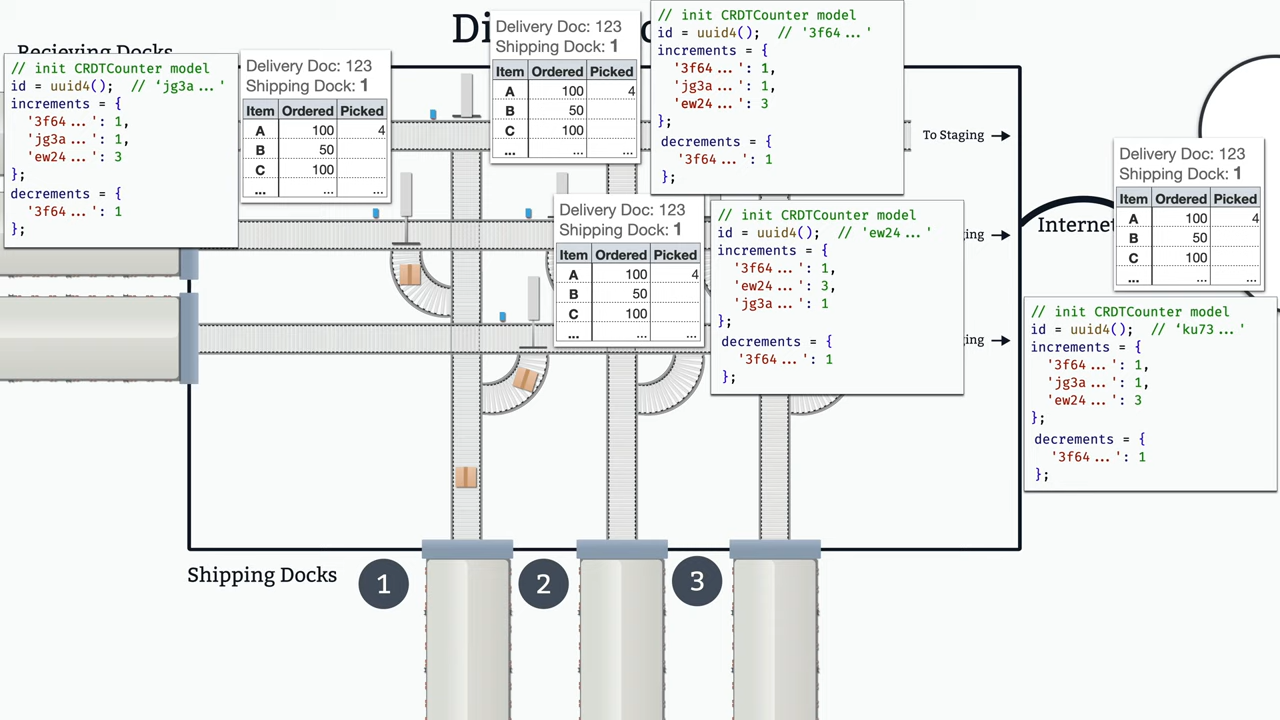 Di
Recieving Docks
// init CRDTCounter model
id = uuid4();  // ‘jg3a ... '
increments = {
'3f64 ... ': 1,
'jg3a ... ': 1,
'ew24 ... ': 3
};
decrements = {
'3f64 ... ': 1
};
Delivery Doc: 123
Shipping Dock: 1
Item Ordered Picked
A 100 4
B 50
C 100
... ... ...
Delivery Doc: 123
Shipping Dock: 1
Item Ordered Picked
A 100 4
B 50
C 100
... ... ...
// init CRDTCounter model
id = uuid4();  // '3f64 ... '
increments = {
'3f64 ... ': 1,
'jg3a ... ': 1,
'ew24 ... ': 3
};
decrements = {
'3f64 ... ': 1
};
To Staging
Delivery Doc: 123
Shipping Dock: 1
Item Ordered Picked
A 100 4
B 50
C 100
... ... ...
// init CRDTCounter model
id = uuid4();  // 'ew24 ... '
increments = {
'3f64 ... ': 1,
'ew24 ... ': 3,
'jg3a ... ': 1
};
decrements = {
'3f64 ... ': 1
};
ging
ging
Internet
Delivery Doc: 123
Shipping Dock: 1
Item Ordered Picked
A 100 4
B 50
C 100
... ... ...
// init CRDTCounter model
id = uuid4();  // ‘ku73 ... '
increments = {
'3f64 ... ': 1,
'jg3a ... ': 1,
'ew24 ... ': 3
};
decrements = {
'3f64 ... ': 1
};
Shipping Docks
1
2
3